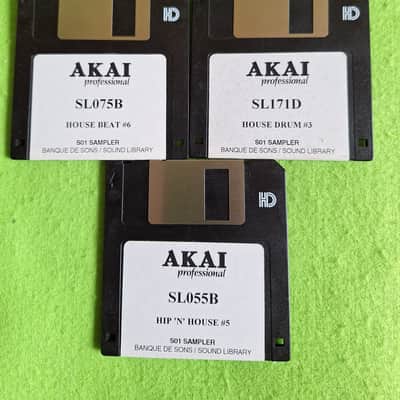 HD
AKAI
professional
SL075B
HOUSE BEAT #6
S01 SAMPLER
BANQUE DE SONS / SOUND LIBRARY
HD
AKAI
professional
SL171D
HOUSE DRUM #3
S01 SAMPLER
BANQUE DE SONS / SOUND LIBRARY
HD
AKAI
professional
SL055B
HIP 'N' HOUSE #5
S01 SAMPLER
BANQUE DE SONS / SOUND LIBRARY